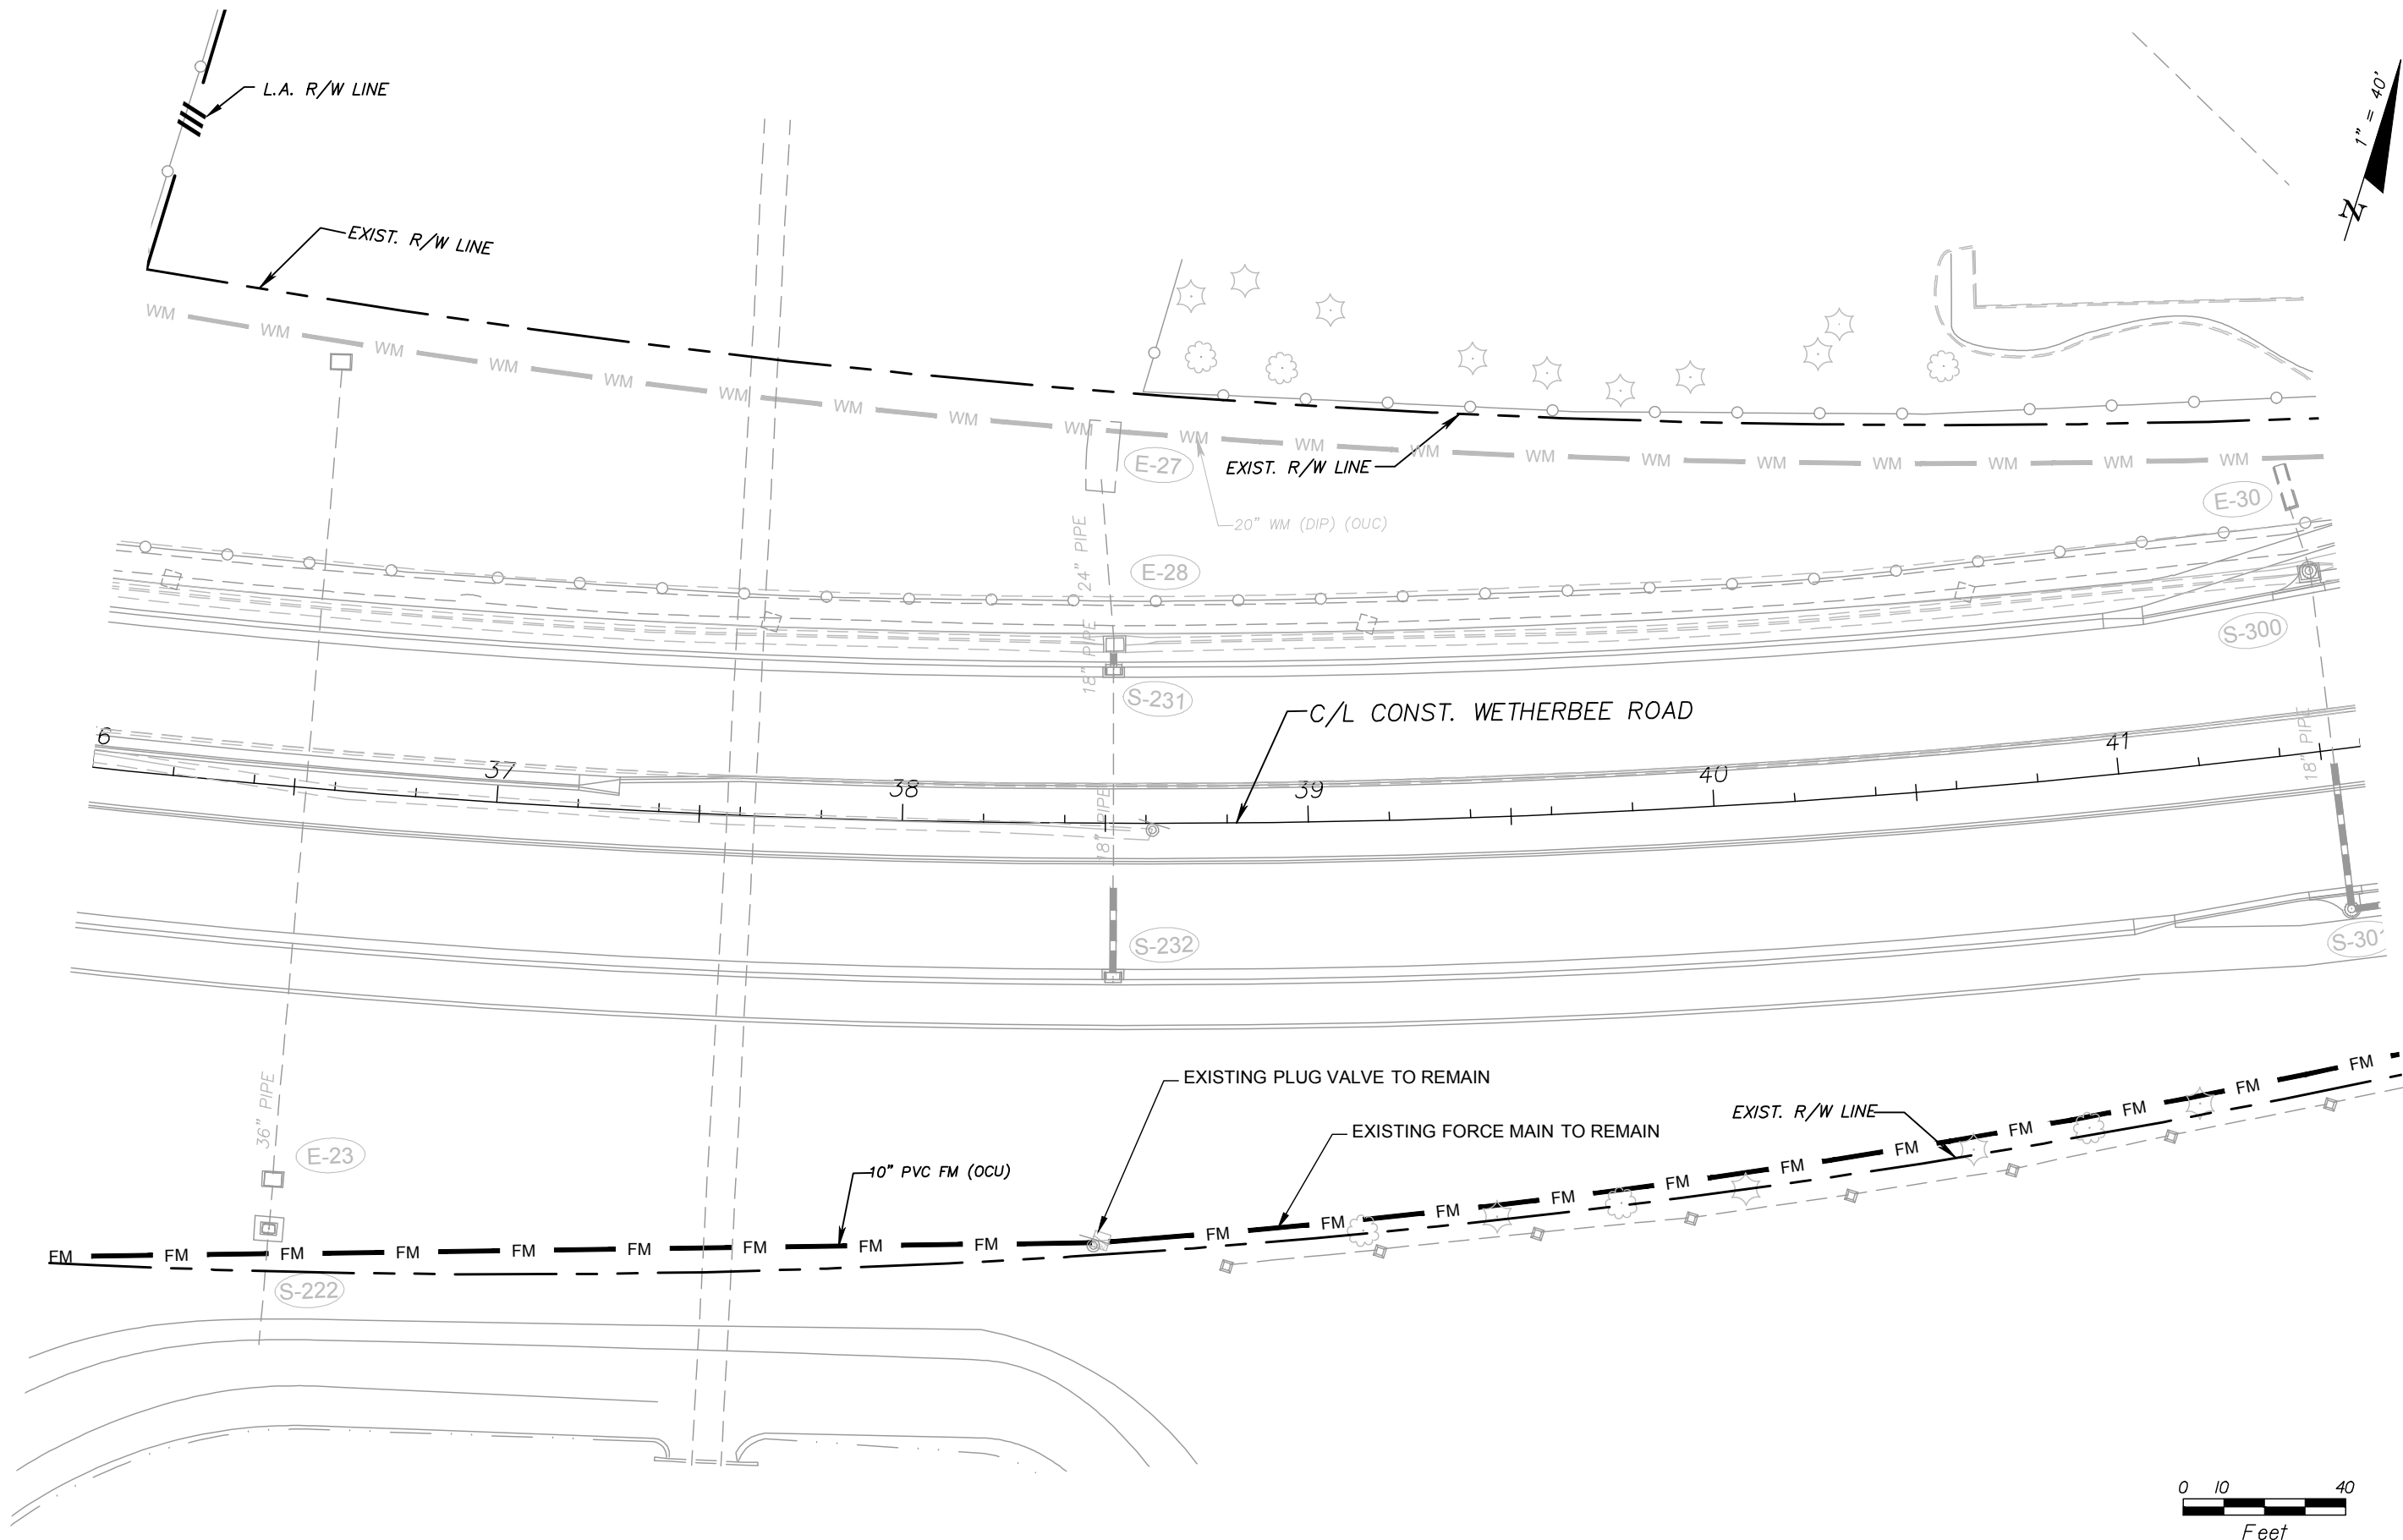 L.A. R/W LINE
1" = 40'
N
EXIST. R/W LINE
WM WM WM WM WM WM WM WM WM WM WM WM WM WM WM WM WM WM WM
E-27
EXIST. R/W LINE
20" WM (DIP) (OUC)
E-30
24" PIPE
E-28
18" PIPE
S-231
S-300
C/L CONST. WETHERBEE ROAD
6
37
38
39
40
41
18" PIPE
18" PIPE
S-232
S-301
EXISTING PLUG VALVE TO REMAIN
EXISTING FORCE MAIN TO REMAIN
EXIST. R/W LINE
36" PIPE
E-23
10" PVC FM (OCU)
FM FM FM FM FM FM FM FM FM FM FM FM FM FM FM FM FM FM FM FM FM
S-222
0 10 40
Feet